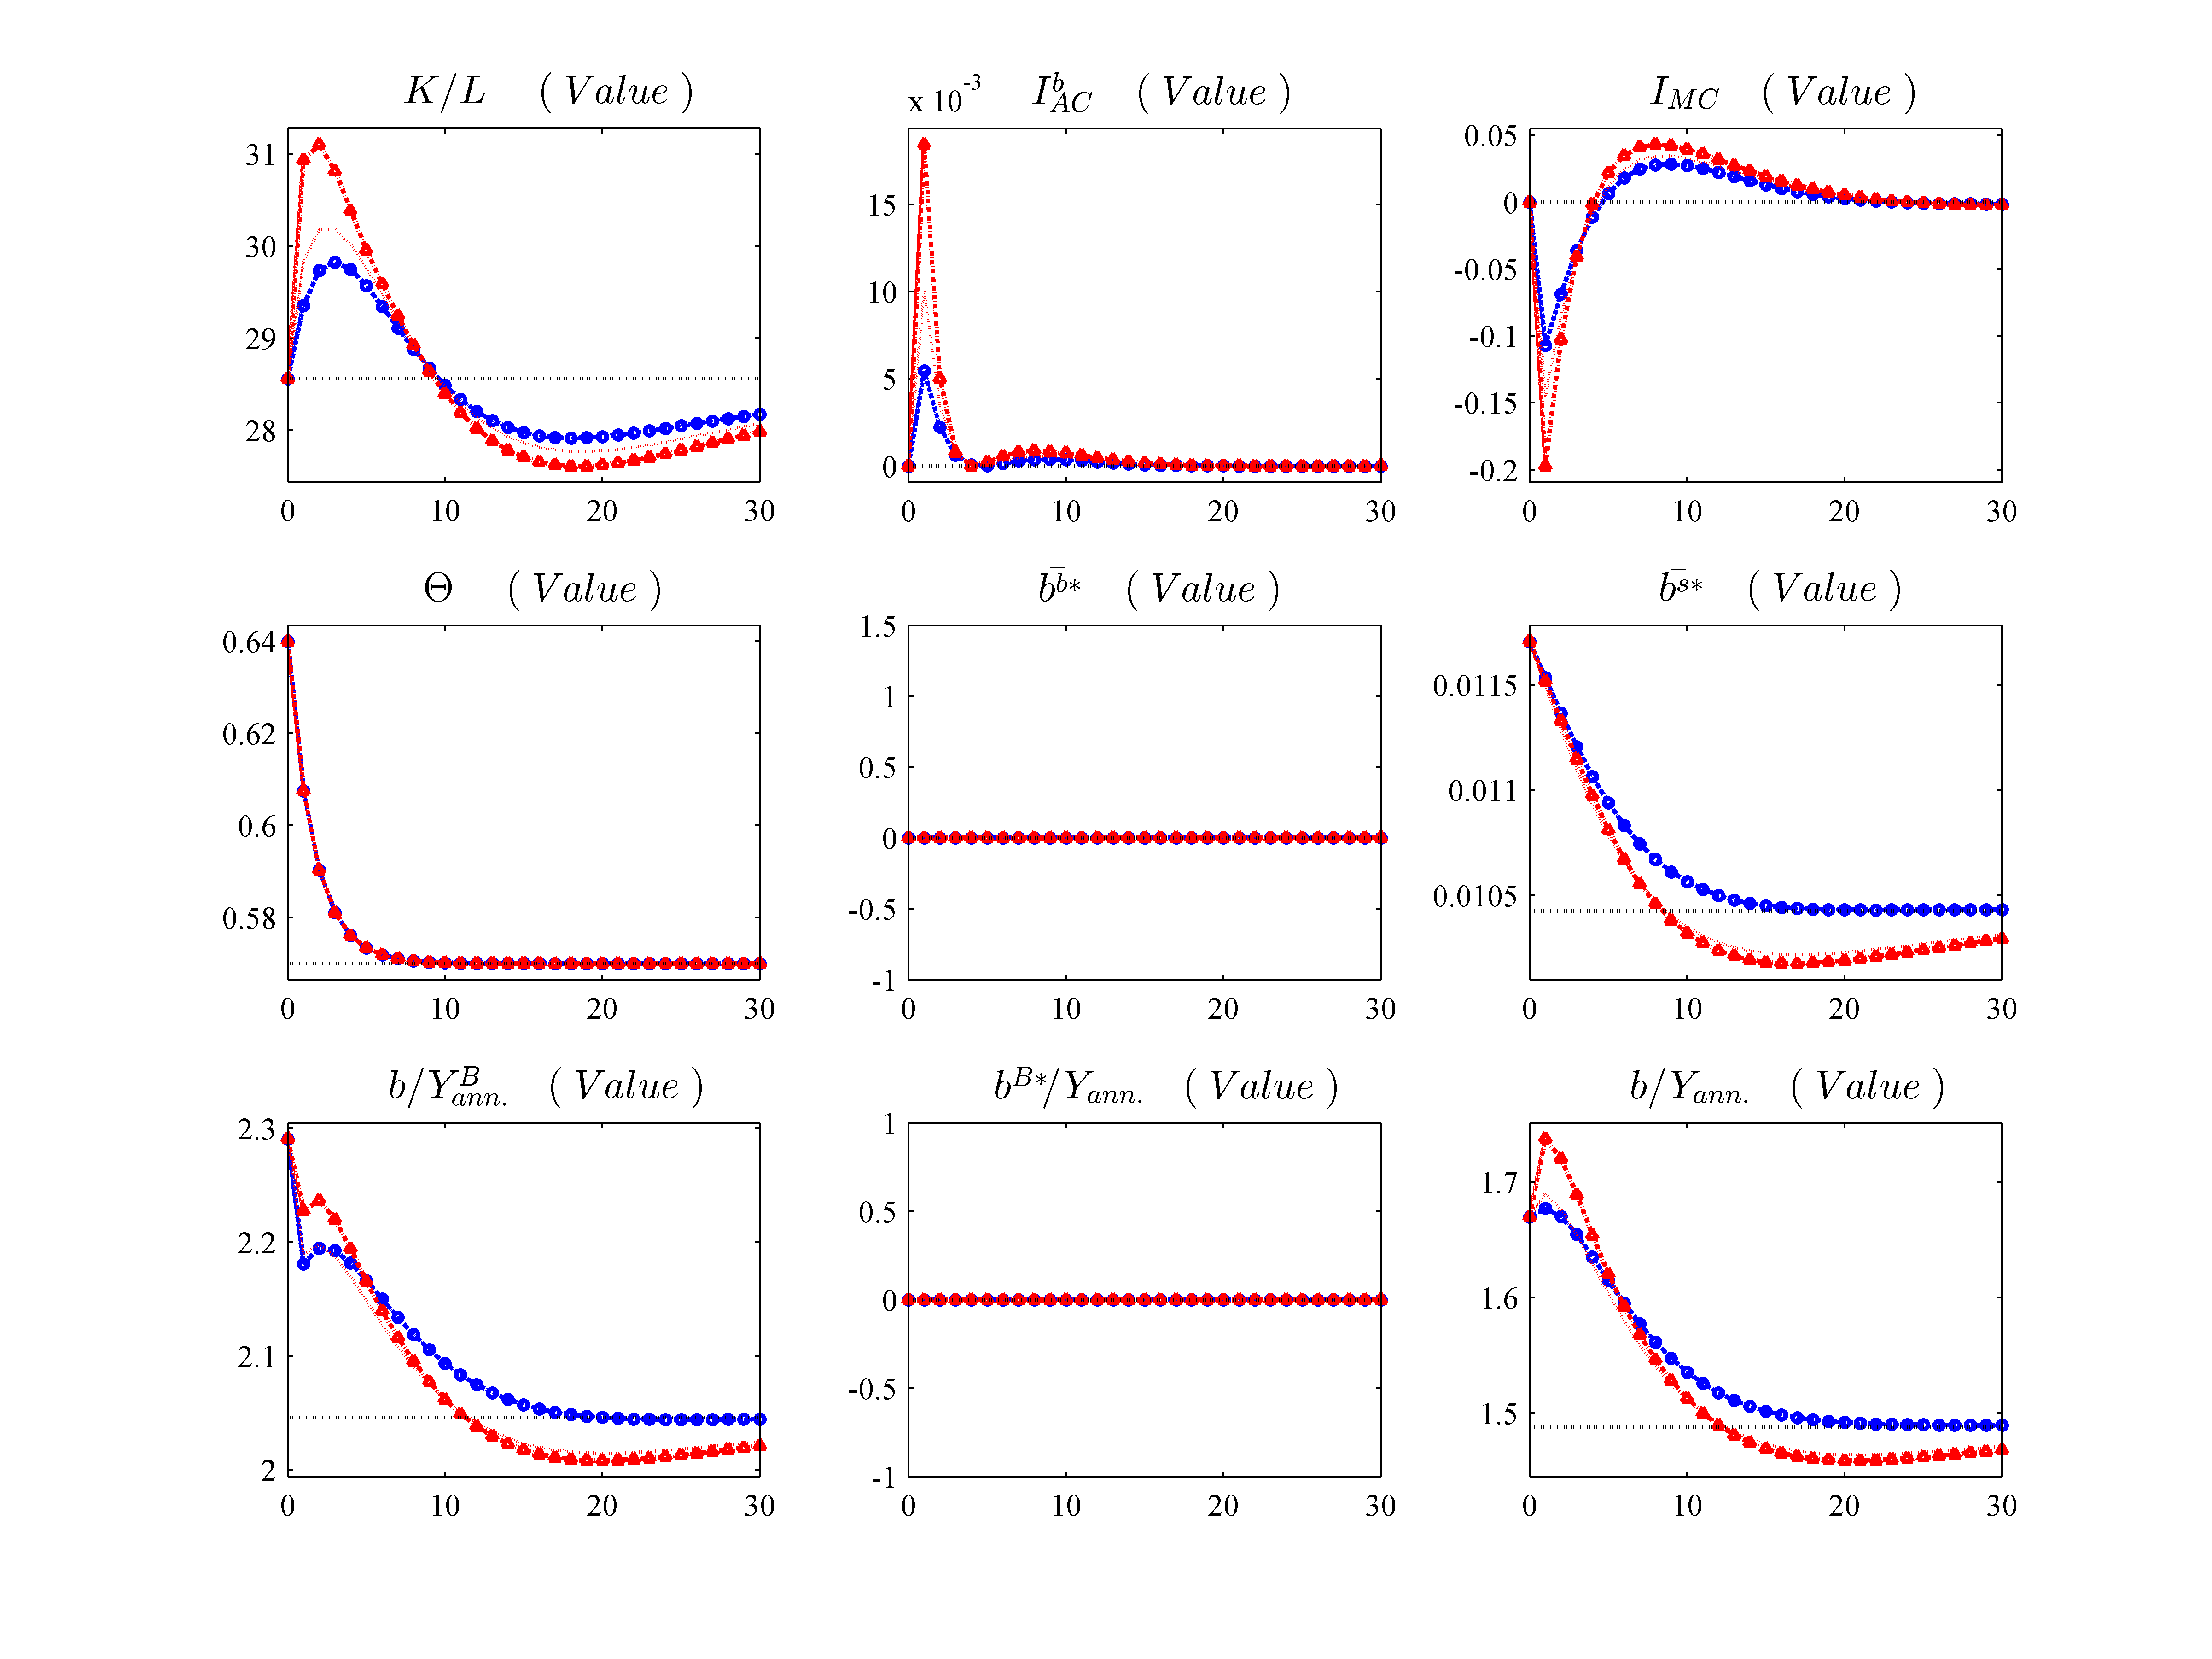 K/L ( Value )
x 10^-3 I^b_AC ( Value )
I_MC ( Value )
31
30
29
28
0 10 20 30
15
10
5
0
0 10 20 30
0.05
0
-0.05
-0.1
-0.15
-0.2
0 10 20 30
Θ ( Value )
b^b̄* ( Value )
b^s̄* ( Value )
0.64
0.62
0.6
0.58
0 10 20 30
1.5
1
0.5
0
-0.5
-1
0 10 20 30
0.0115
0.011
0.0105
0 10 20 30
b/Y^B_ann. ( Value )
b^B*/Y_ann. ( Value )
b/Y_ann. ( Value )
2.3
2.2
2.1
2
0 10 20 30
1
0.5
0
-0.5
-1
0 10 20 30
1.7
1.6
1.5
0 10 20 30